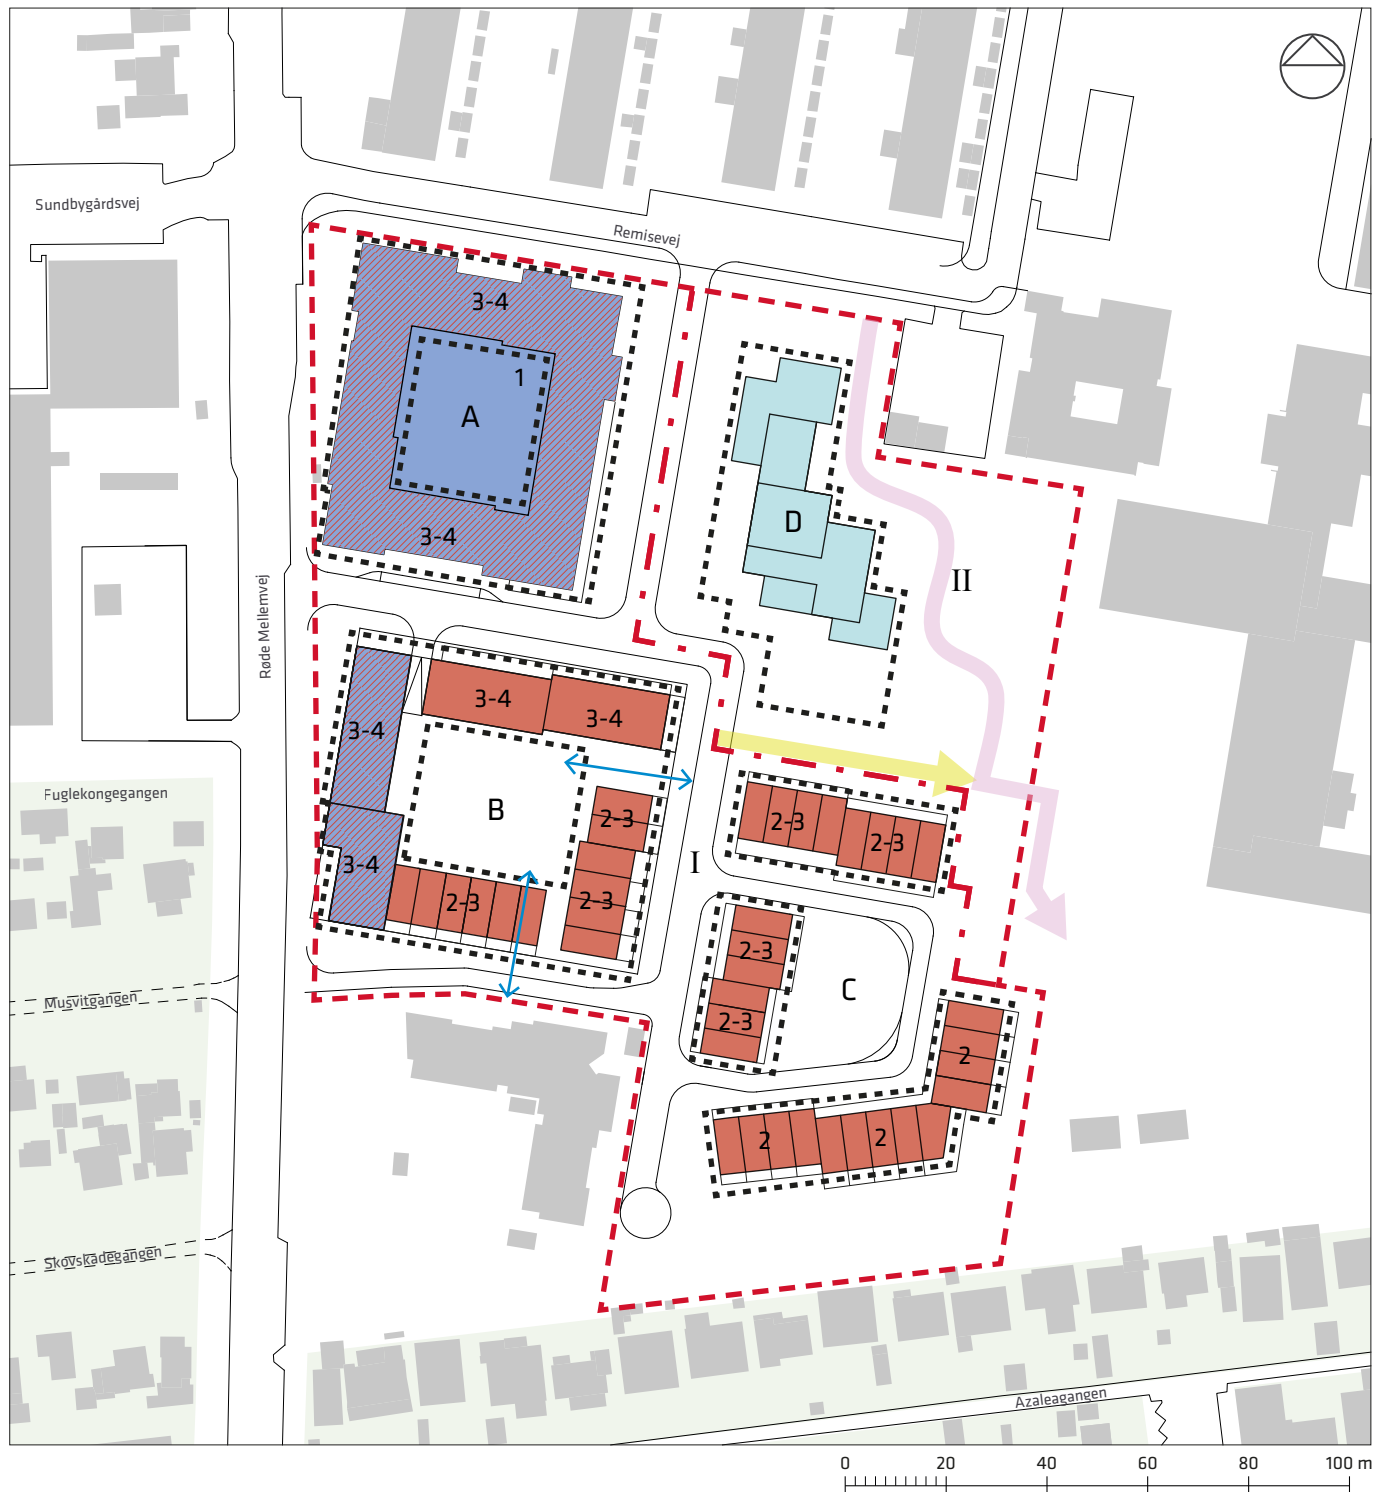 Sundbygårdsvej
Remisevej
3-4
1
A
3-4
D
II
Røde Mellemvej
3-4
3-4
3-4
Fuglekongegangen
B
2-3
2-3
2-3
I
3-4
2-3
2-3
2-3
C
Musvitgangen
2-3
2
2
2
Skovskadegangen
Azaleagangen
0 20 40 60 80 100 m